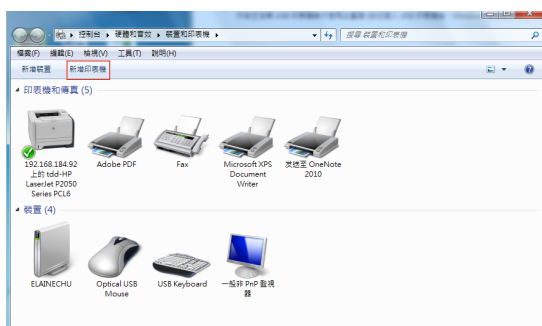 控制台 ▸ 硬體和音效 ▸ 裝置和印表機 ▸
搜尋 裝置和印表機
檔案(F) 編輯(E) 檢視(V) 工具(T) 說明(H)
新增裝置 新增印表機
印表機和傳真 (5)
192.168.184.92
上的 tdd-HP
LaserJet P2050
Series PCL6
Adobe PDF
Fax
Microsoft XPS
Document
Writer
发送至 OneNote
2010
裝置 (4)
ELAINECHU
Optical USB
Mouse
USB Keyboard
一般非 PnP 監視
器